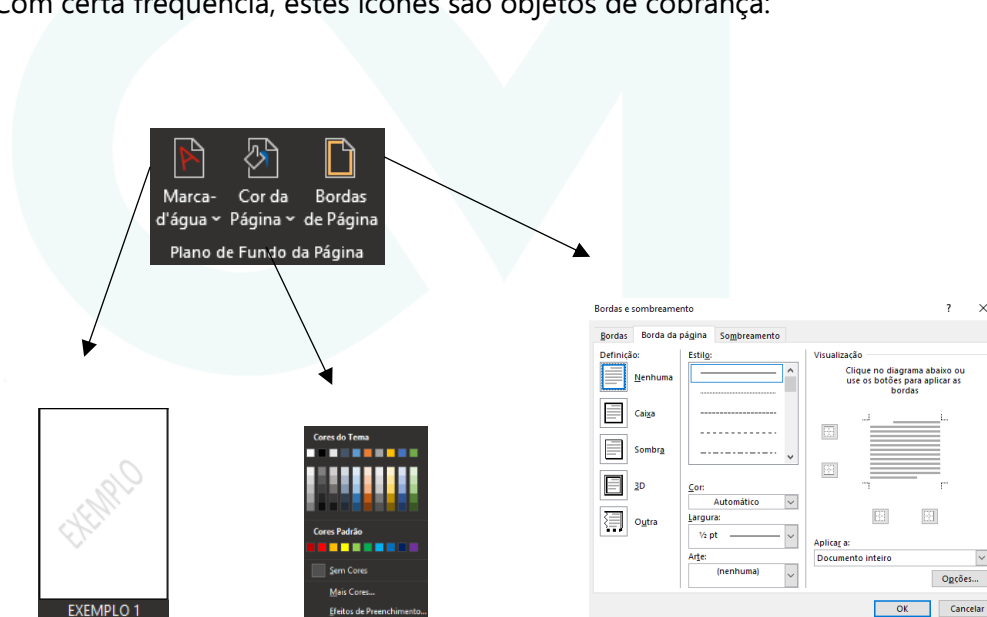 Com certa frequência, estes ícones são objetos de cobrança:
Marca-d'água
Cor da Página
Bordas de Página
Plano de Fundo da Página
EXEMPLO
EXEMPLO 1
Cores do Tema
Cores Padrão
Sem Cores
Mais Cores...
Efeitos de Preenchimento...
Bordas e sombreamento
?
Bordas
Borda da página
Sombreamento
Definição:
Nenhuma
Caixa
Sombra
3D
Outra
Estilo:
Cor:
Automático
Largura:
½ pt
Arte:
(nenhuma)
Visualização
Clique no diagrama abaixo ou
use os botões para aplicar as
bordas
Aplicar a:
Documento inteiro
Opções...
OK
Cancelar